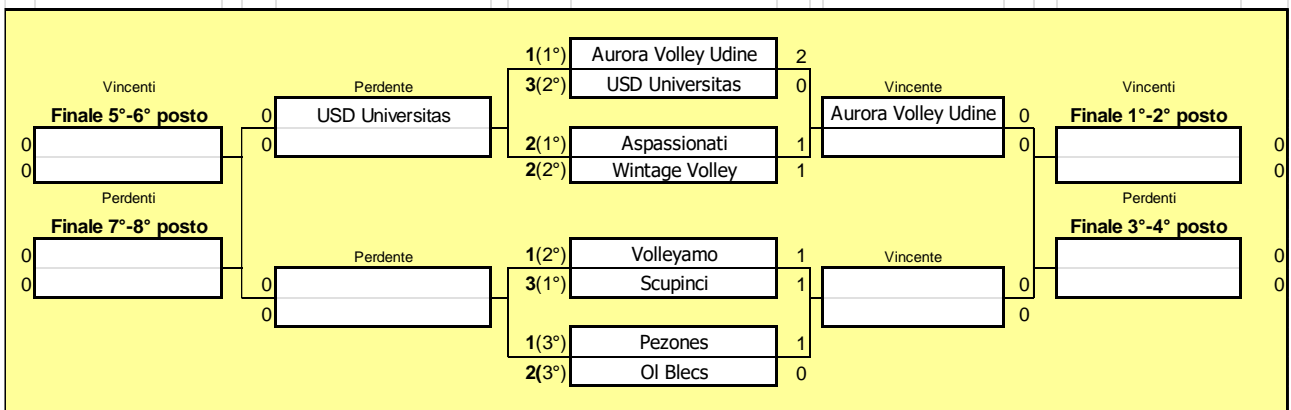 1(1°) Aurora Volley Udine 2
Vincenti Perdente 3(2°) USD Universitas 0 Vincente Vincenti
Finale 5°-6° posto 0 USD Universitas Aurora Volley Udine 0 Finale 1°-2° posto
0 0 2(1°) Aspassionati 1 0 0
0 2(2°) Wintage Volley 1 0
Perdenti Perdenti
Finale 7°-8° posto Finale 3°-4° posto
0 Perdente 1(2°) Volleyamo 1 Vincente 0
0 0 3(1°) Scupinci 1 0 0
0 0
1(3°) Pezones 1
2(3°) Ol Blecs 0